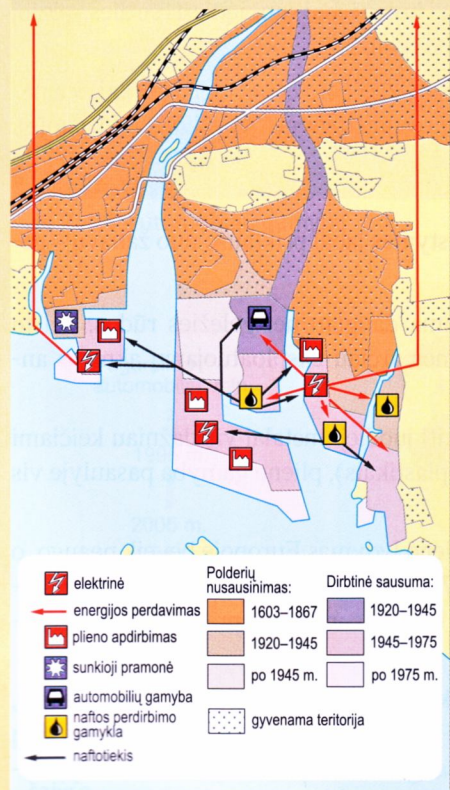 elektrinė
energijos perdavimas
plieno apdirbimas
sunkioji pramonė
automobilių gamyba
naftos perdirbimo
gamykla
naftotiekis
Polderių
nusausinimas:
1603–1867
1920–1945
po 1945 m.
gyvenama teritorija
Dirbtinė sausuma:
1920–1945
1945–1975
po 1975 m.